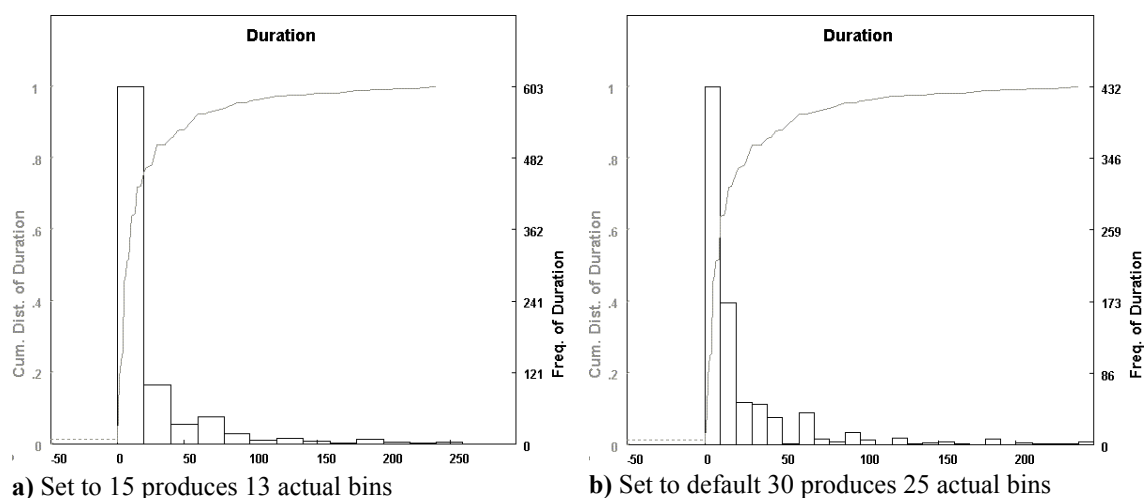 Duration
Cum. Dist. of Duration
1
.8
.6
.4
.2
0
603
482
362
241
121
0
Freq. of Duration
-50 0 50 100 150 200 250
a) Set to 15 produces 13 actual bins
Duration
Cum. Dist. of Duration
1
.8
.6
.4
.2
0
432
346
259
173
86
0
Freq. of Duration
-50 0 50 100 150 200
b) Set to default 30 produces 25 actual bins